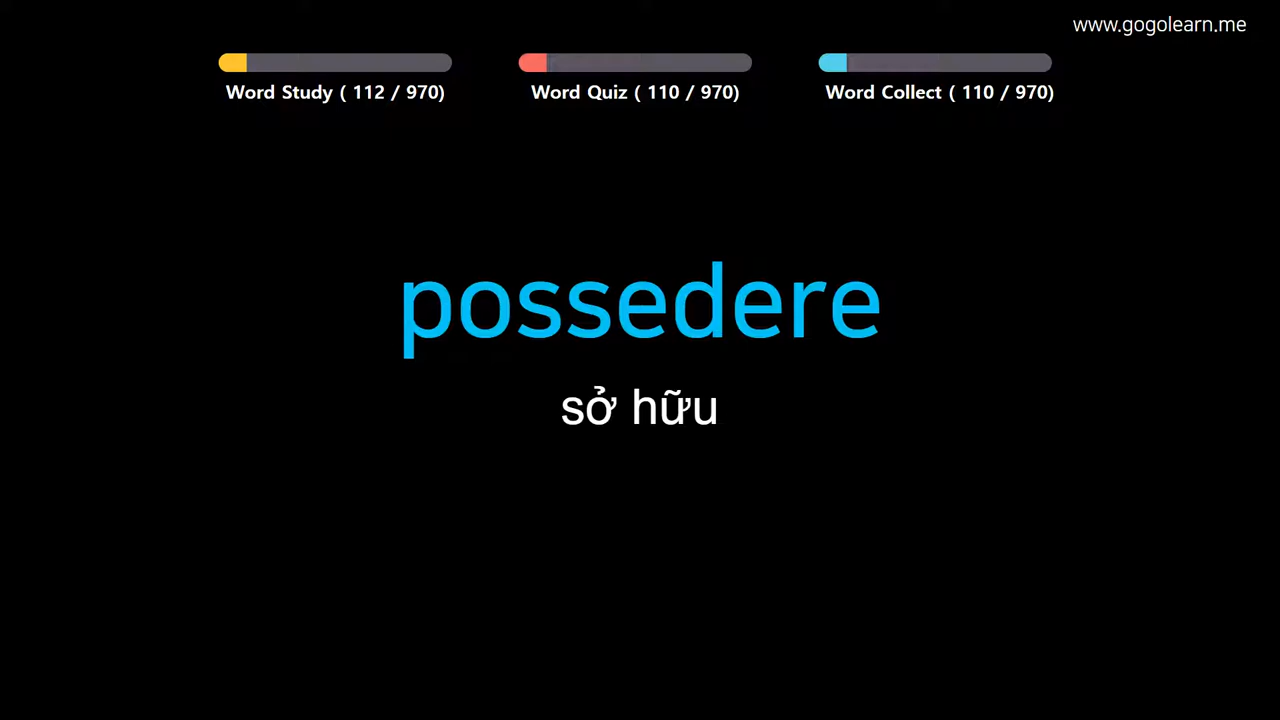 www.gogolearn.me
Word Study ( 112 / 970)
Word Quiz ( 110 / 970)
Word Collect ( 110 / 970)
possedere
sở hữu